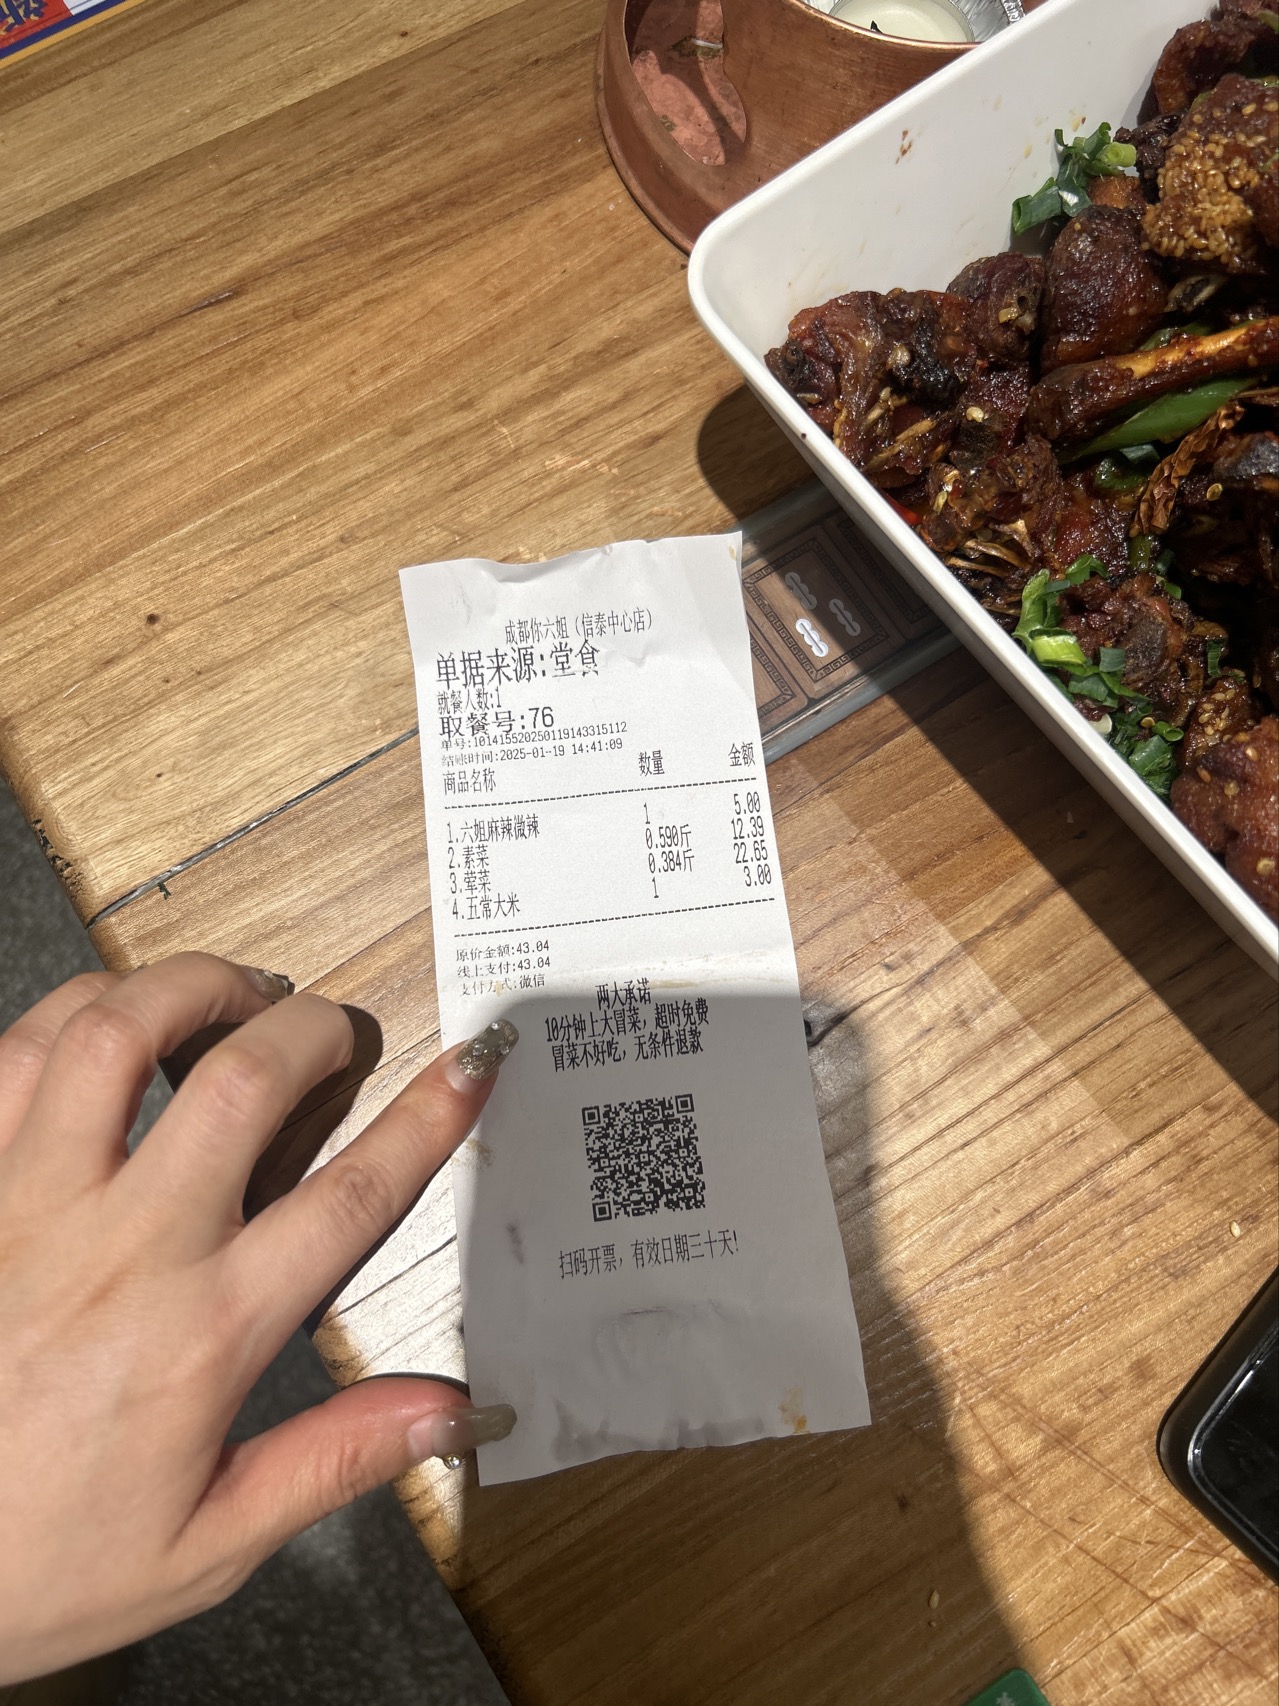 成都你六姐（信泰中心店）
单据来源:堂食
就餐人数:1
取餐号:76
单号:101415520250119143315112
结账时间:2025-01-19 14:41:09
商品名称 数量 金额
1.六姐麻辣微辣 1 5.00
2.素菜 0.590斤 12.39
3.荤菜 0.384斤 22.65
4.五常大米 1 3.00
原价金额:43.04
线上支付:43.04
支付方式:微信
两大承诺
10分钟上大冒菜，超时免费
冒菜不好吃，无条件退款
扫码开票，有效日期三十天!